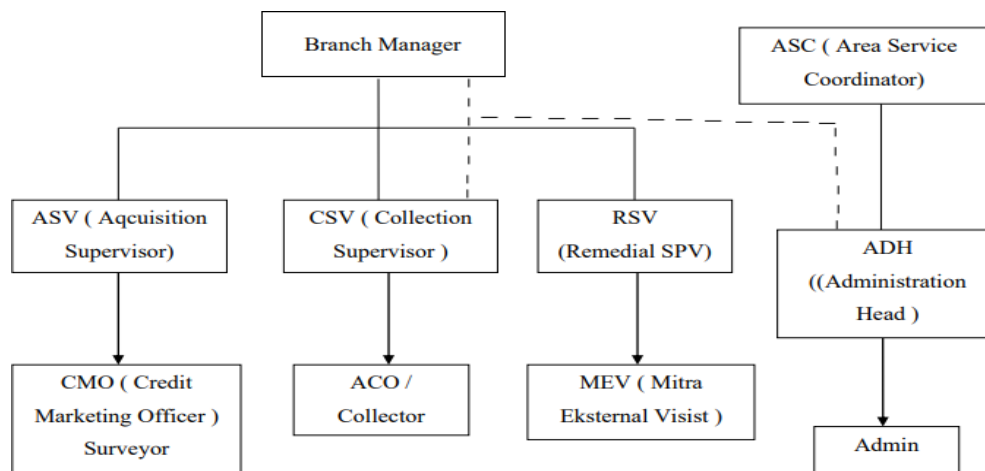 Branch Manager
ASC ( Area Service
Coordinator)
ASV ( Aqcuisition
Supervisor)
CSV ( Collection
Supervisor )
RSV
(Remedial SPV)
ADH
((Administration
Head )
CMO ( Credit
Marketing Officer )
Surveyor
ACO /
Collector
MEV ( Mitra
Eksternal Visist )
Admin